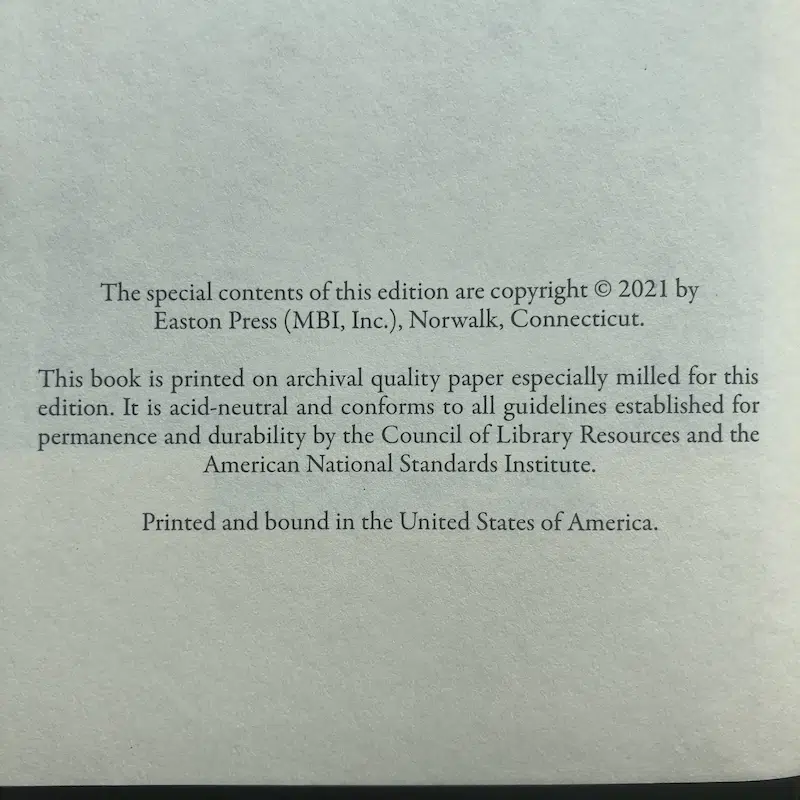 The special contents of this edition are copyright © 2021 by
Easton Press (MBI, Inc.), Norwalk, Connecticut.
This book is printed on archival quality paper especially milled for this
edition. It is acid-neutral and conforms to all guidelines established for
permanence and durability by the Council of Library Resources and the
American National Standards Institute.
Printed and bound in the United States of America.